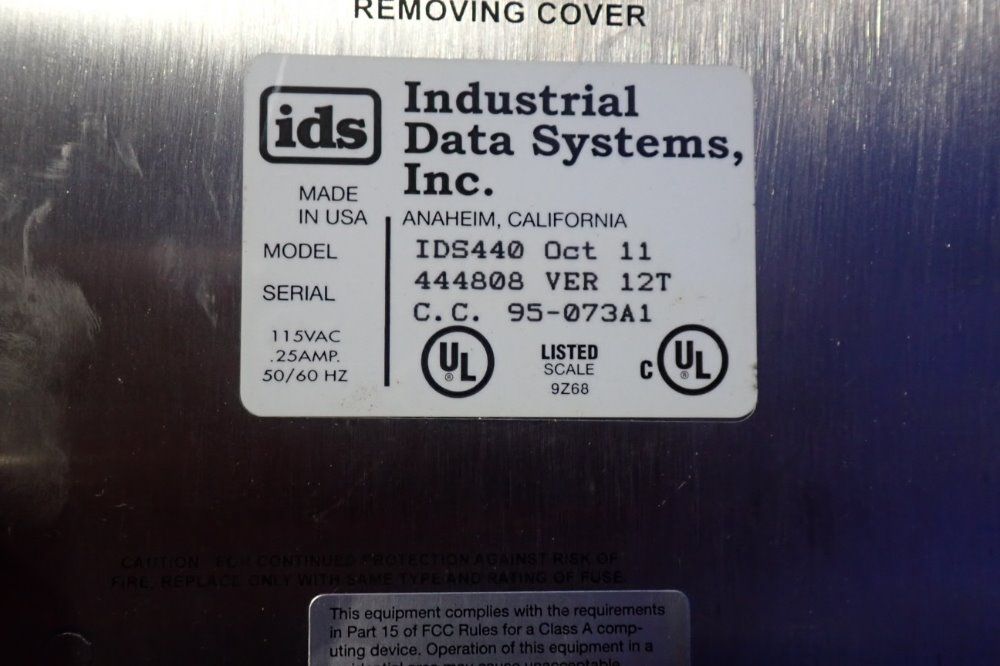 REMOVING COVER
ids
Industrial
Data Systems,
Inc.
MADE
IN USA
ANAHEIM, CALIFORNIA
MODEL
IDS440 Oct 11
SERIAL
444808 VER 12T
C.C. 95-073A1
115VAC
.25AMP.
50/60 HZ
UL
®
LISTED
SCALE
9Z68
C
UL
®
CAUTION FOR CONTINUED PROTECTION AGAINST RISK OF
FIRE, REPLACE ONLY WITH SAME TYPE AND RATING OF FUSE.
This equipment complies with the requirements
in Part 15 of FCC Rules for a Class A comp-
uting device. Operation of this equipment in a